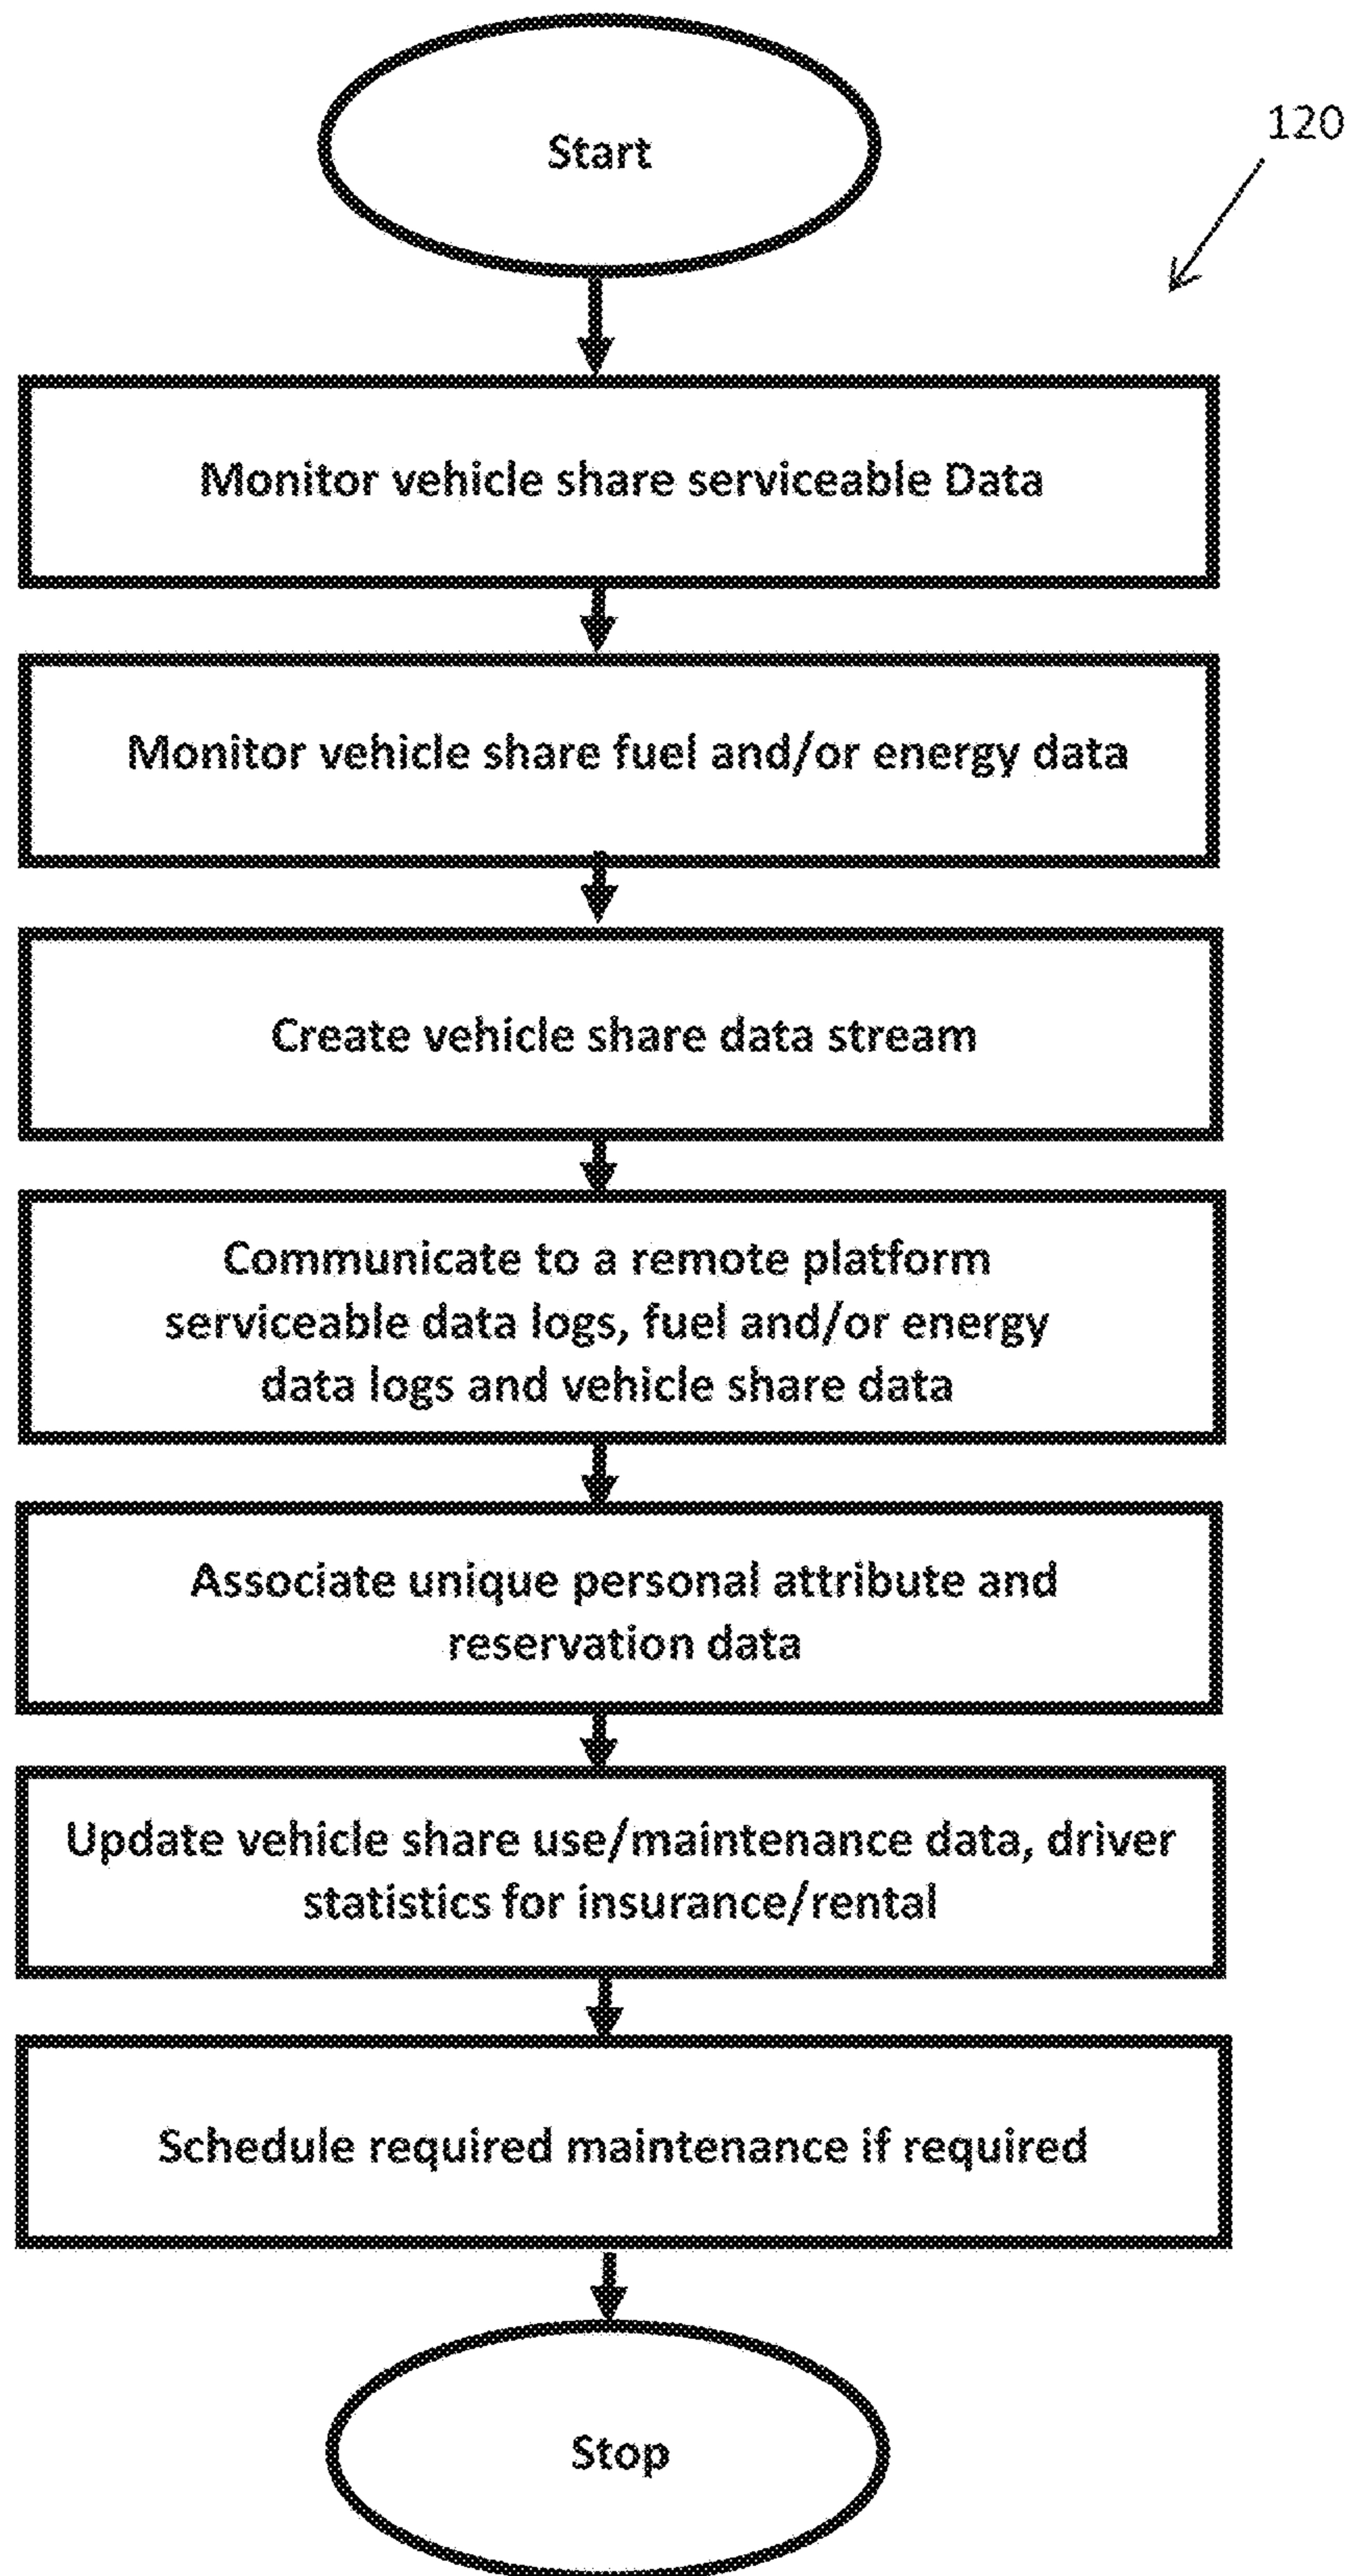 Start
120
Monitor vehicle share serviceable Data
Monitor vehicle share fuel and/or energy data
Create vehicle share data stream
Communicate to a remote platform
serviceable data logs, fuel and/or energy
data logs and vehicle share data
Associate unique personal attribute and
reservation data
Update vehicle share use/maintenance data, driver
statistics for insurance/rental
Schedule required maintenance if required
Stop